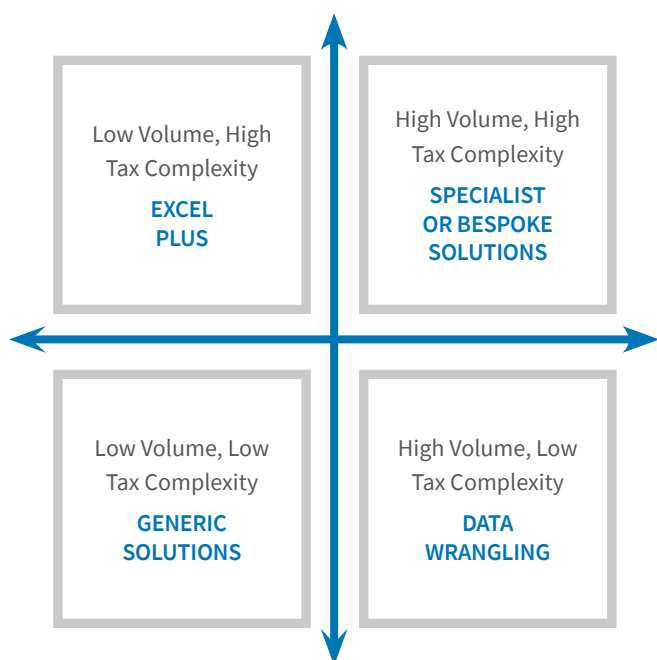 Low Volume, High
Tax Complexity
EXCEL
PLUS
High Volume, High
Tax Complexity
SPECIALIST
OR BESPOKE
SOLUTIONS
Low Volume, Low
Tax Complexity
GENERIC
SOLUTIONS
High Volume, Low
Tax Complexity
DATA
WRANGLING